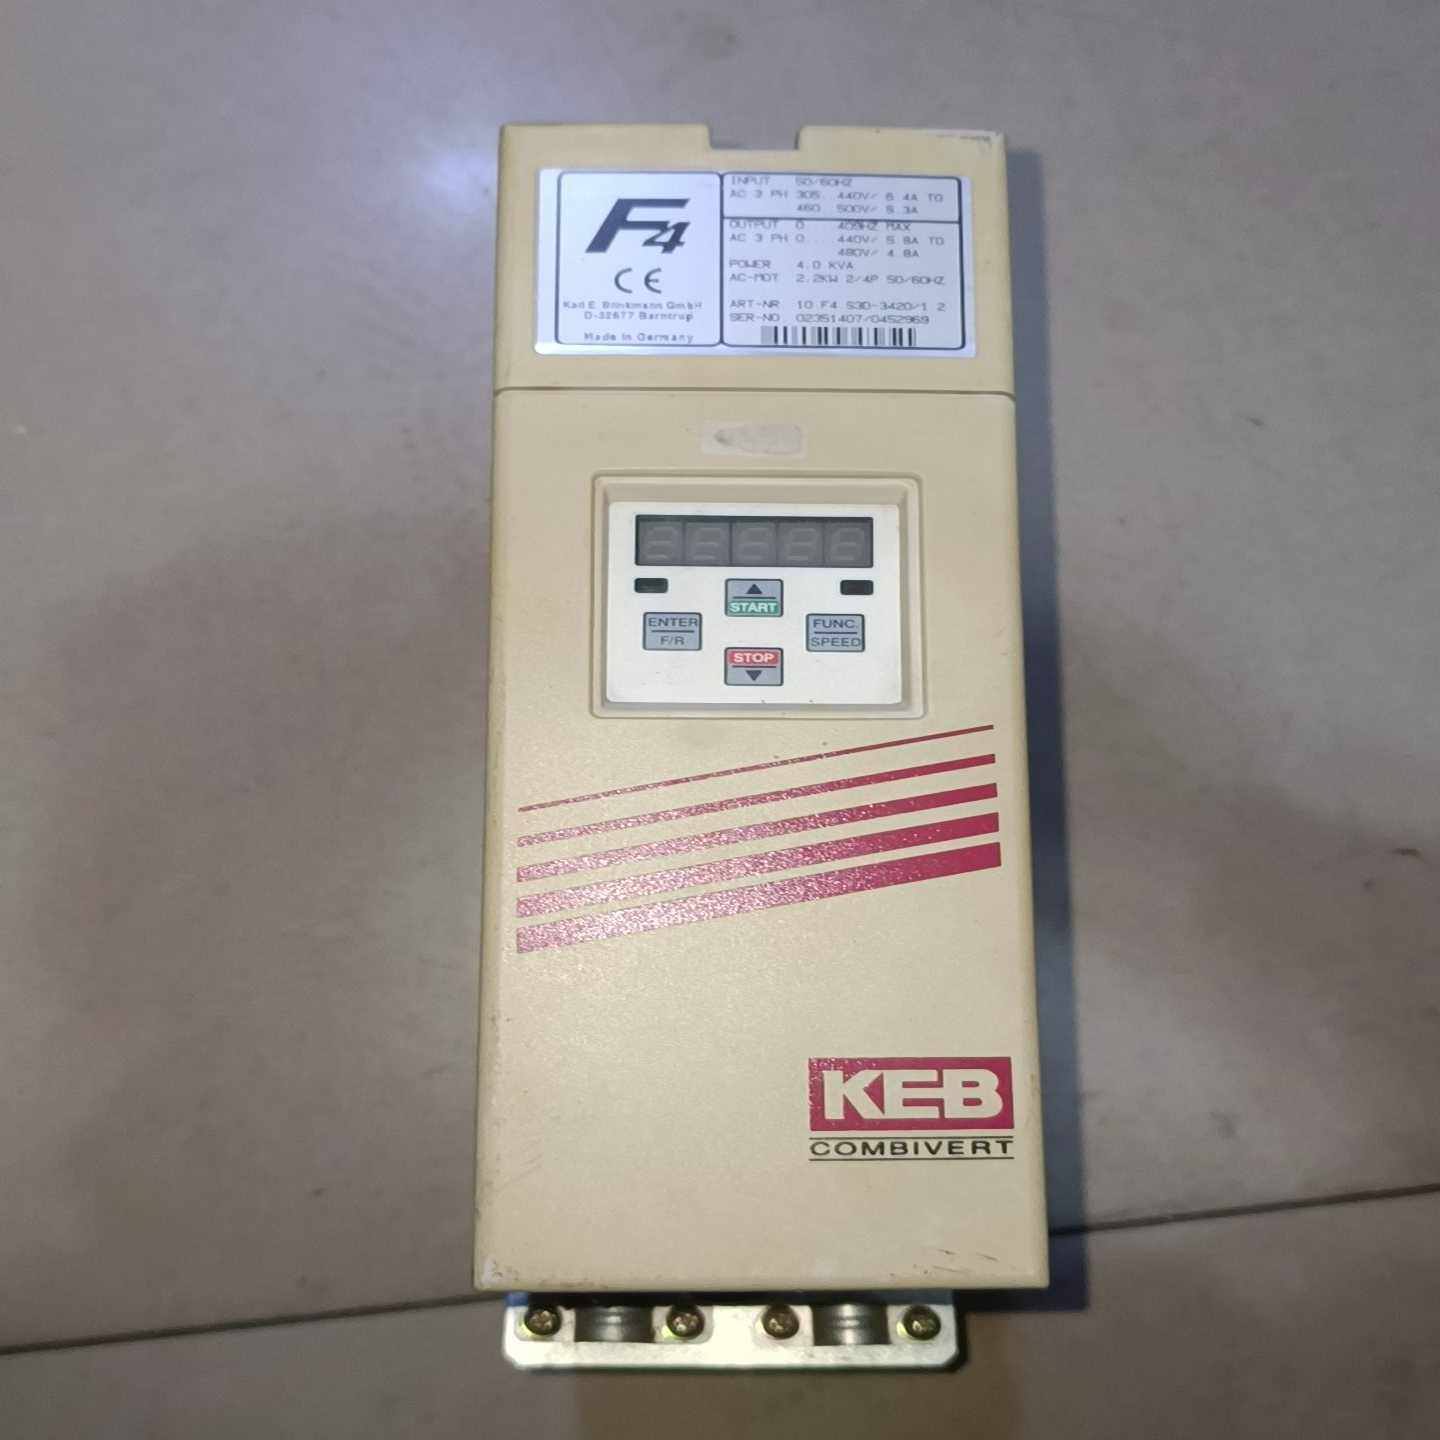 F4
CE
Karl E. Brinkmann GmbH
D-32677 Barntrup
Made in Germany
INPUT 50/60HZ
AC 3 PH 305.. 440V/ 6.4A TO
460. 500V/ 5.3A
OUTPUT 0... 409HZ MAX
AC 3 PH 0... 440V/ 5.8A TO
480V/ 4.8A
POWER 4.0 KVA
AC-MOT 2.2KW 2/4P 50/60HZ
ART-NR 10.F4.S3D-3420/1.2
SER-NO 02351407/0452969
START
ENTER
F/R
FUNC.
SPEED
STOP
KEB
COMBIVERT